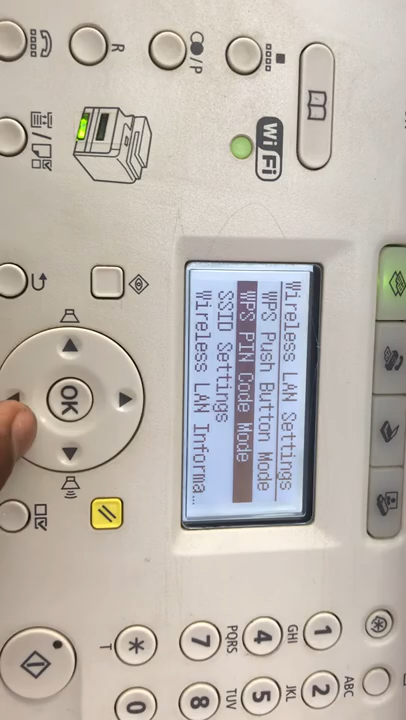 Wi Fi
R
/P
Wireless LAN Settings
WPS Push Button Mode
WPS PIN Code Mode
SSID Settings
Wireless LAN Informa...
OK
ABC
1
2
GHI
JKL
4
5
PQRS
TUV
7
8
T
*
0